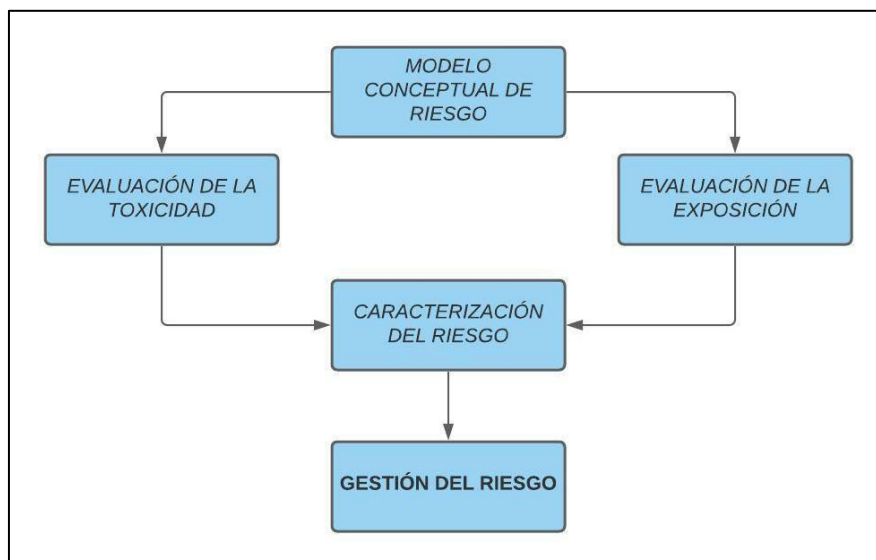 MODELO
CONCEPTUAL DE
RIESGO
EVALUACIÓN DE LA
TOXICIDAD
EVALUACIÓN DE LA
EXPOSICIÓN
CARACTERIZACIÓN
DEL RIESGO
GESTIÓN DEL RIESGO